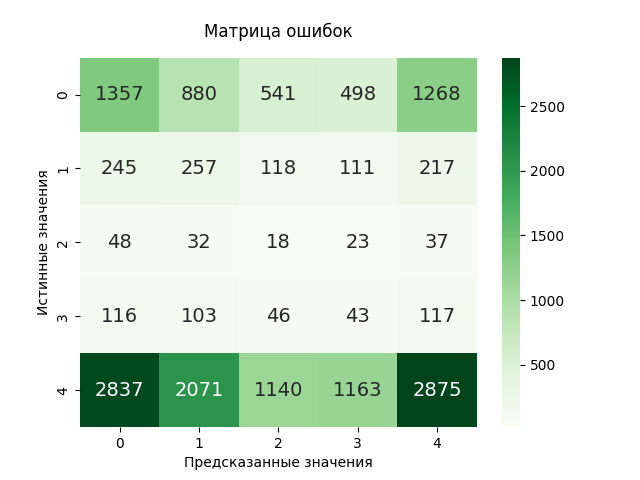 Матрица ошибок
0 1357 880 541 498 1268
1 245 257 118 111 217
2 48 32 18 23 37
3 116 103 46 43 117
4 2837 2071 1140 1163 2875
0 1 2 3 4
Предсказанные значения
Истинные значения
2500
2000
1500
1000
500